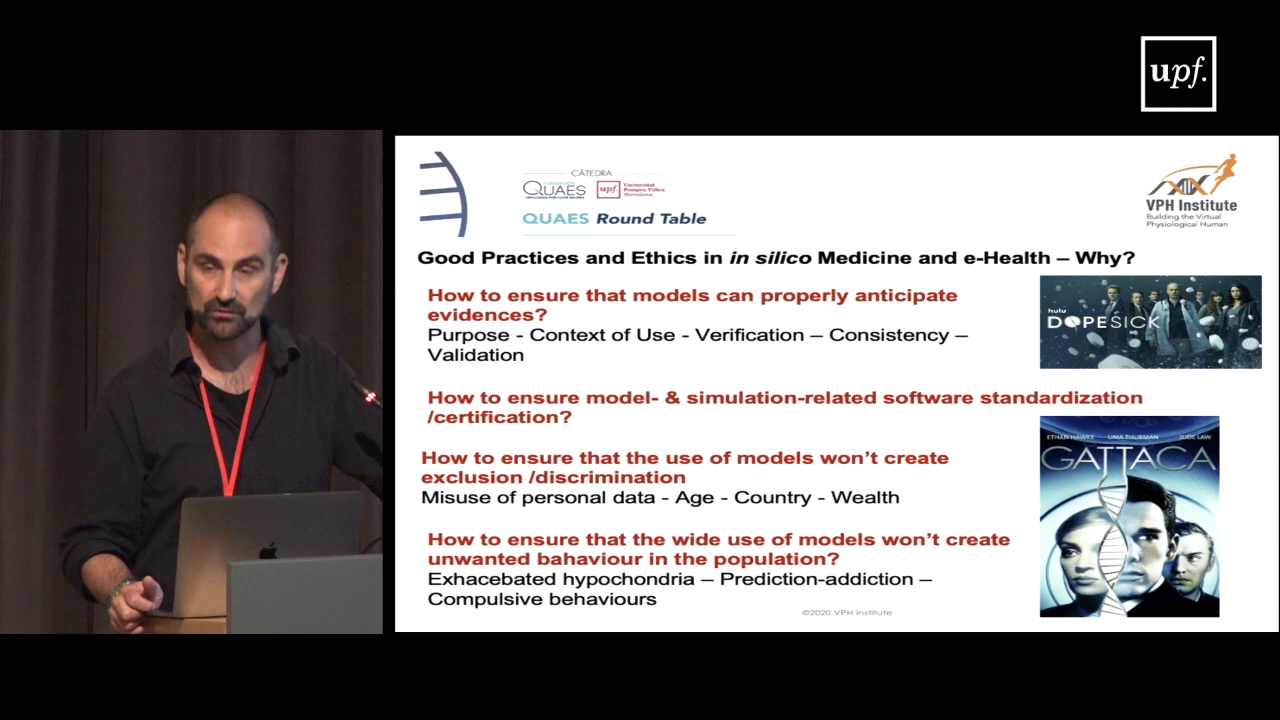 upf.
CÁTEDRA
QUAES
upf.
Universitat
Pompeu Fabra
Barcelona
QUAES Round Table
VPH Institute
Building the Virtual
Physiological Human
Good Practices and Ethics in in silico Medicine and e-Health – Why?
How to ensure that models can properly anticipate
evidences?
Purpose - Context of Use - Verification – Consistency –
Validation
hulu
DOPESICK
How to ensure model- & simulation-related software standardization
/certification?
ETHAN HAWKE UMA THURMAN JUDE LAW
GATTACA
How to ensure that the use of models won't create
exclusion /discrimination
Misuse of personal data - Age - Country - Wealth
How to ensure that the wide use of models won't create
unwanted bahaviour in the population?
Exhacebated hypochondria – Prediction-addiction –
Compulsive behaviours
©2020 VPH Institute